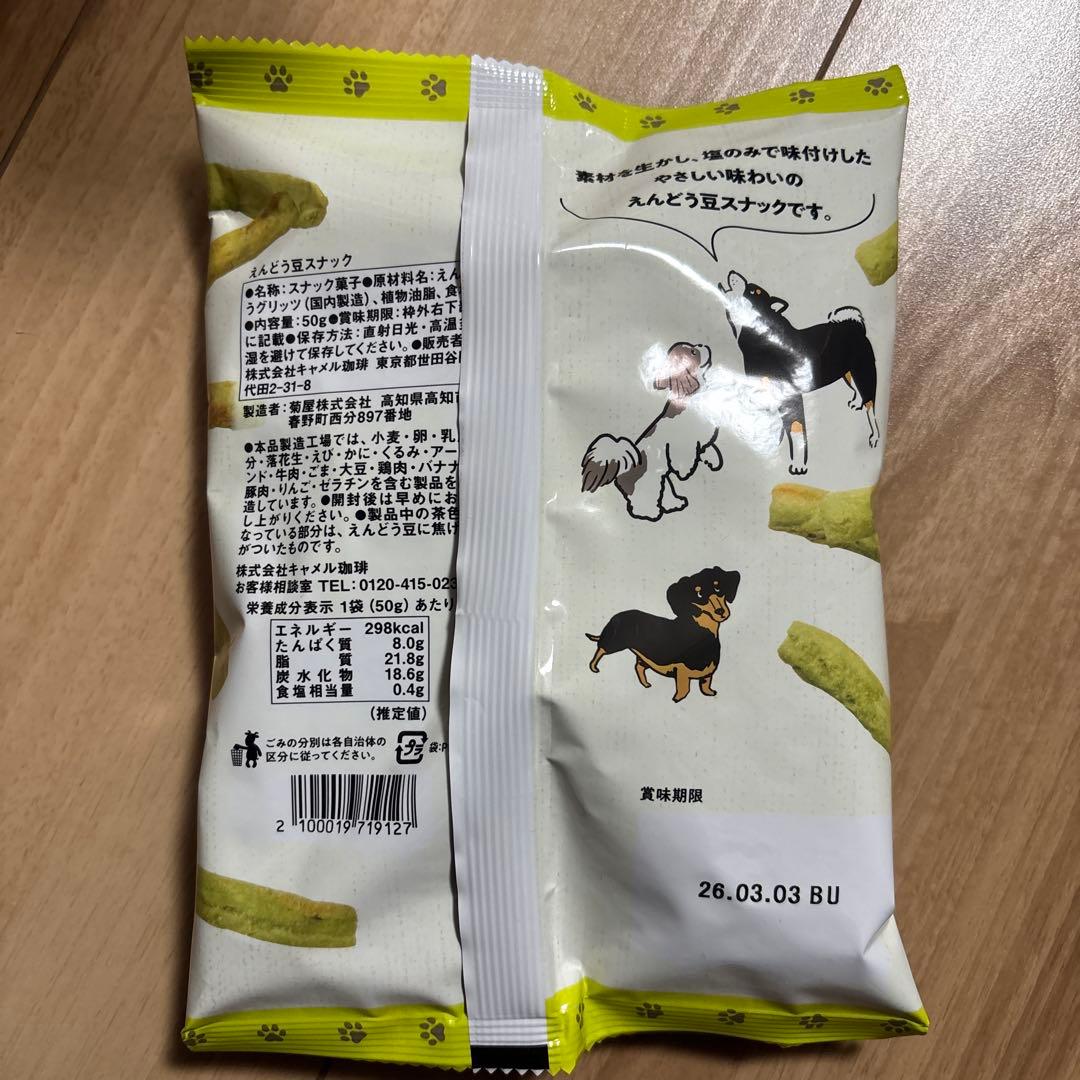 素材を生かし、塩のみで味付けした
やさしい味わいの
えんどう豆スナックです。
えんどう豆スナック
●名称:スナック菓子●原材料名:えん
うグリッツ(国内製造)、植物油脂、食
●内容量:50g●賞味期限:枠外右下
に記載●保存方法:直射日光・高温
湿を避けて保存してください。●販売者
株式会社キャメル珈琲 東京都世田谷
代田2-31-8
製造者:菊屋株式会社 高知県高知
春野町西分897番地
●本品製造工場では、小麦・卵・乳
分・落花生・えび・かに・くるみ・アー
ンド・牛肉・ごま・大豆・鶏肉・バナナ
豚肉・りんご・ゼラチンを含む製品を
造しています。●開封後は早めにお
し上がりください。●製品中の茶色
なっている部分は、えんどう豆に焦げ
がついたものです。
株式会社キャメル珈琲
お客様相談室 TEL:0120-415-023
栄養成分表示 1袋(50g)あたり
エネルギー 298kcal
たんぱく質 8.0g
脂質 21.8g
炭水化物 18.6g
食塩相当量 0.4g
(推定値)
ごみの分別は各自治体の
区分に従ってください。
プラ
袋:P
2 100019 719127
賞味期限
26.03.03 BU